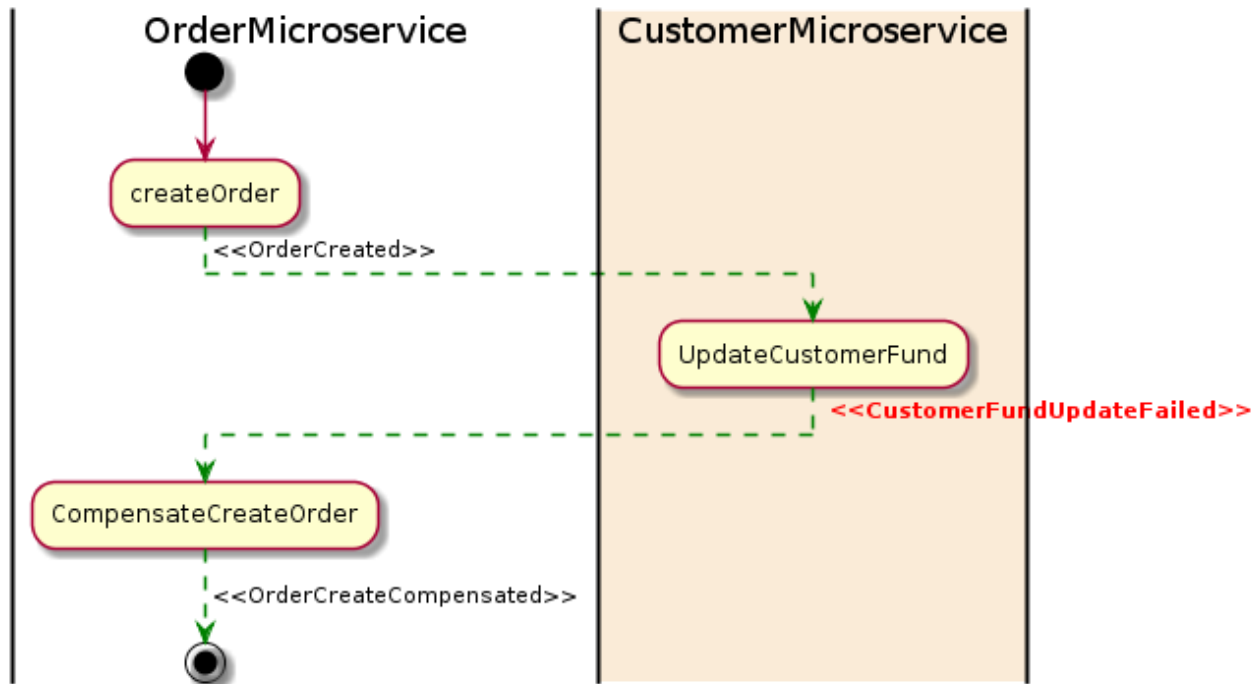 OrderMicroservice
CustomerMicroservice
createOrder
<<OrderCreated>>
UpdateCustomerFund
<<CustomerFundUpdateFailed>>
CompensateCreateOrder
<<OrderCreateCompensated>>